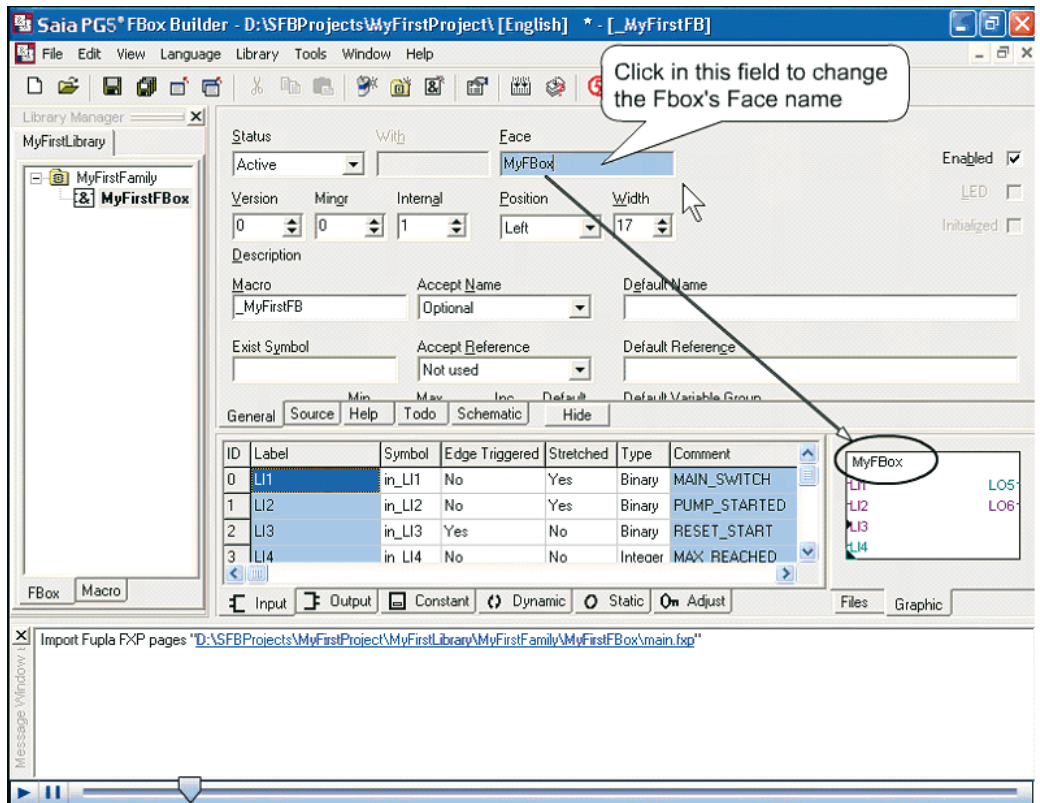 Saia PG5® FBox Builder - D:\SFBProjects\MyFirstProject\ [English] * - [_MyFirstFB]
File Edit View Language Library Tools Window Help
Click in this field to change
the Fbox's Face name
Library Manager
MyFirstLibrary
MyFirstFamily
MyFirstFBox
FBox Macro
Status With Face
Active MyFBox
Enabled
LED
Initialized
Version Minor Internal Position Width
0 0 1 Left 17
Description
Macro Accept Name Default Name
_MyFirstFB Optional
Exist Symbol Accept Reference Default Reference
Not used
Min Max Inc Default Default Variable Group
General Source Help Todo Schematic Hide
ID Label Symbol Edge Triggered Stretched Type Comment
0 LI1 in_LI1 No Yes Binary MAIN_SWITCH
1 LI2 in_LI2 No Yes Binary PUMP_STARTED
2 LI3 in_LI3 Yes No Binary RESET_START
3 LI4 in_LI4 No No Integer MAX_REACHED
Input Output Constant Dynamic Static Adjust
MyFBox
LI1 LO5
LI2 LO6
LI3
LI4
Files Graphic
Import Fupla FXP pages "D:\SFBProjects\MyFirstProject\MyFirstLibrary\MyFirstFamily\MyFirstFBox\main.fxp"
Message Window